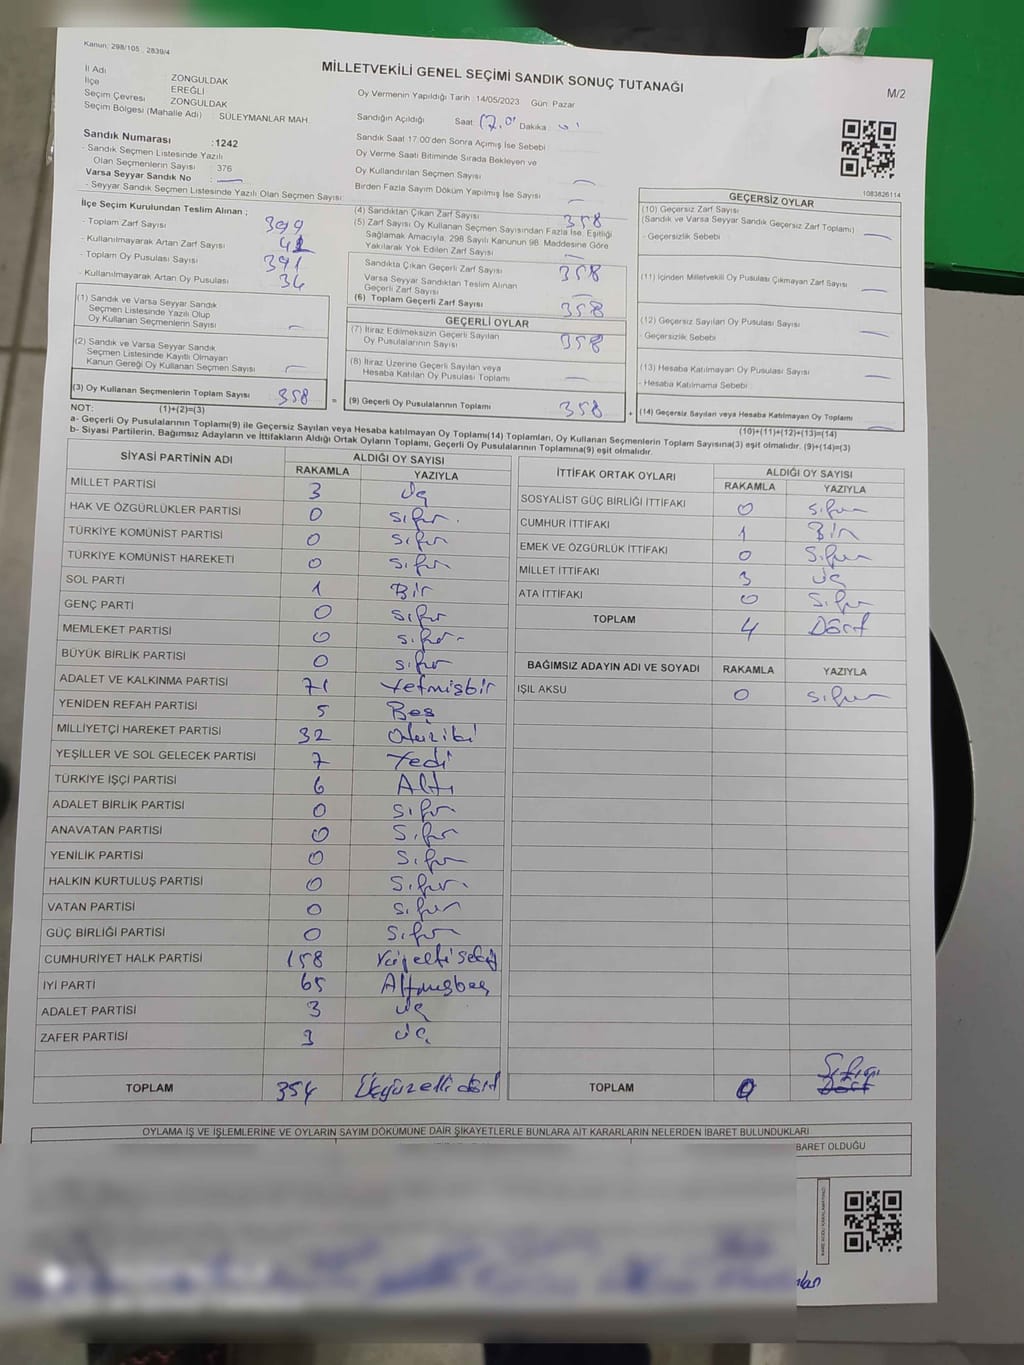 Kanun: 298/105 , 2839/4
MİLLETVEKİLİ GENEL SEÇİMİ SANDIK SONUÇ TUTANAĞI
M/2
İl Adı : ZONGULDAK
İlçe : EREĞLİ
Seçim Çevresi : ZONGULDAK
Seçim Bölgesi (Mahalle Adı) : SÜLEYMANLAR MAH
Sandık Numarası : 1242
- Sandık Seçmen Listesinde Yazılı
Olan Seçmenlerin Sayısı : 376
Varsa Seyyar Sandık No : —
- Seyyar Sandık Seçmen Listesinde Yazılı Olan Seçmen Sayısı:
Oy Vermenin Yapıldığı Tarih :14/05/2023 Gün: Pazar
Sandığın Açıldığı Saat: Dakika :
Sandık Saat 17:00'den Sonra Açımış İse Sebebi :
Oy Verme Saati Bitiminde Sırada Bekleyen ve
Oy Kullandırılan Seçmen Sayısı : —
Birden Fazla Sayım Döküm Yapılmış İse Sayısı : —
1083826114
İlçe Seçim Kurulundan Teslim Alınan ;
- Toplam Zarf Sayısı : 399
- Kullanılmayarak Artan Zarf Sayısı :
- Toplam Oy Pusulası Sayısı : 391
- Kullanılmayarak Artan Oy Pusulası : 34
(1) Sandık ve Varsa Seyyar Sandık
Seçmen Listesinde Yazılı Olup
Oy Kullanan Seçmenlerin Sayısı : —
(2) Sandık ve Varsa Seyyar Sandık
Seçmen Listesinde Kayıtlı Olmayan
Kanun Gereği Oy Kullanan Seçmen Sayısı : —
(3) Oy Kullanan Seçmenlerin Toplam Sayısı : 358
(4) Sandıktan Çıkan Zarf Sayısı : 358
(5) Zarf Sayısı Oy Kullanan Seçmen Sayısından Fazla İse, Eşitliği
Sağlamak Amacıyla, 298 Sayılı Kanunun 98. Maddesine Göre
Yakılarak Yok Edilen Zarf Sayısı : —
Sandıkta Çıkan Geçerli Zarf Sayısı : 358
Varsa Seyyar Sandıktan Teslim Alınan
Geçerli Zarf Sayısı : —
(6) Toplam Geçerli Zarf Sayısı : 358
GEÇERLİ OYLAR
(7) İtiraz Edilmeksizin Geçerli Sayılan
Oy Pusulalarının Sayısı : 358
(8) İtiraz Üzerine Geçerli Sayılan veya
Hesaba Katılan Oy Pusulası Toplamı : —
= (9) Geçerli Oy Pusulalarının Toplamı : 358
GEÇERSİZ OYLAR
(10) Geçersiz Zarf Sayısı
(Sandık ve Varsa Seyyar Sandık Geçersiz Zarf Toplamı) : —
- Geçersizlik Sebebi :
(11) İçinden Milletvekili Oy Pusulası Çıkmayan Zarf Sayısı : —
(12) Geçersiz Sayılan Oy Pusulası Sayısı : —
- Geçersizlik Sebebi :
(13) Hesaba Katılmayan Oy Pusulası Sayısı : —
- Hesaba Katılmama Sebebi :
+ (14) Geçersiz Sayılan veya Hesaba Katılmayan Oy Toplamı : —
NOT: (1)+(2)=(3)
(10)+(11)+(12)+(13)=(14)
a- Geçerli Oy Pusulalarının Toplamı(9) ile Geçersiz Sayılan veya Hesaba katılmayan Oy Toplamı(14) Toplamları, Oy Kullanan Seçmenlerin Toplam Sayısına(3) eşit olmalıdır. (9)+(14)=(3)
b- Siyasi Partilerin, Bağımsız Adayların ve İttifakların Aldığı Ortak Oyların Toplamı, Geçerli Oy Pusulalarının Toplamına(9) eşit olmalıdır.
SİYASİ PARTİNİN ADI ALDIĞI OY SAYISI
RAKAMLA YAZIYLA
MİLLET PARTİSİ 3 üç
HAK VE ÖZGÜRLÜKLER PARTİSİ 0 sıfır
TÜRKİYE KOMÜNİST PARTİSİ 0 sıfır
TÜRKİYE KOMÜNİST HAREKETİ 0 sıfır
SOL PARTİ 1 Bir
GENÇ PARTİ 0 sıfır
MEMLEKET PARTİSİ 0 sıfır
BÜYÜK BİRLİK PARTİSİ 0 sıfır
ADALET VE KALKINMA PARTİSİ 71 Yetmişbir
YENİDEN REFAH PARTİSİ 5 Beş
MİLLİYETÇİ HAREKET PARTİSİ 32 otuziki
YEŞİLLER VE SOL GELECEK PARTİSİ 7 Yedi
TÜRKİYE İŞÇİ PARTİSİ 6 Altı
ADALET BİRLİK PARTİSİ 0 sıfır
ANAVATAN PARTİSİ 0 sıfır
YENİLİK PARTİSİ 0 sıfır
HALKIN KURTULUŞ PARTİSİ 0 sıfır
VATAN PARTİSİ 0 sıfır
GÜÇ BİRLİĞİ PARTİSİ 0 sıfır
CUMHURİYET HALK PARTİSİ 158 Yüzellisekiz
İYİ PARTİ 65 Altmışbeş
ADALET PARTİSİ 3 üç
ZAFER PARTİSİ 3 üç
TOPLAM 354 Üçyüzelli dört
İTTİFAK ORTAK OYLARI ALDIĞI OY SAYISI
RAKAMLA YAZIYLA
SOSYALİST GÜÇ BİRLİĞİ İTTİFAKI 0 sıfır
CUMHUR İTTİFAKI 1 Bir
EMEK VE ÖZGÜRLÜK İTTİFAKI 0 sıfır
MİLLET İTTİFAKI 3 üç
ATA İTTİFAKI 0 sıfır
TOPLAM 4 Dört
BAĞIMSIZ ADAYIN ADI VE SOYADI RAKAMLA YAZIYLA
IŞIL AKSU 0 sıfır
TOPLAM 0
OYLAMA İŞ VE İŞLEMLERİNE VE OYLARIN SAYIM DÖKÜMÜNE DAİR ŞİKAYETLERLE BUNLARA AİT KARARLARIN NELERDEN İBARET BULUNDUKLARI
BARET OLDUĞU